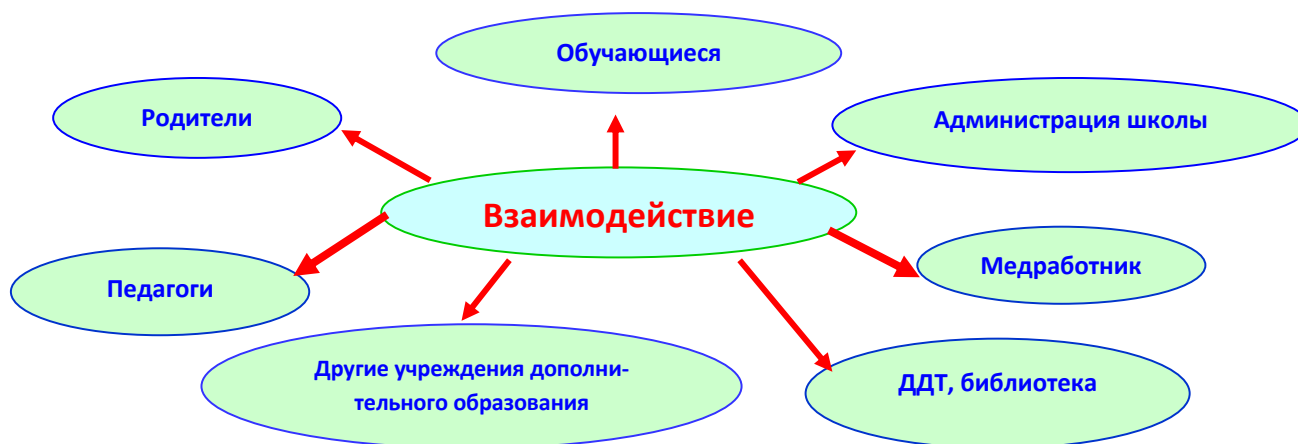 Обучающиеся
Родители
Администрация школы
Взаимодействие
Медработник
Педагоги
Другие учреждения дополни-
тельного образования
ДДТ, библиотека